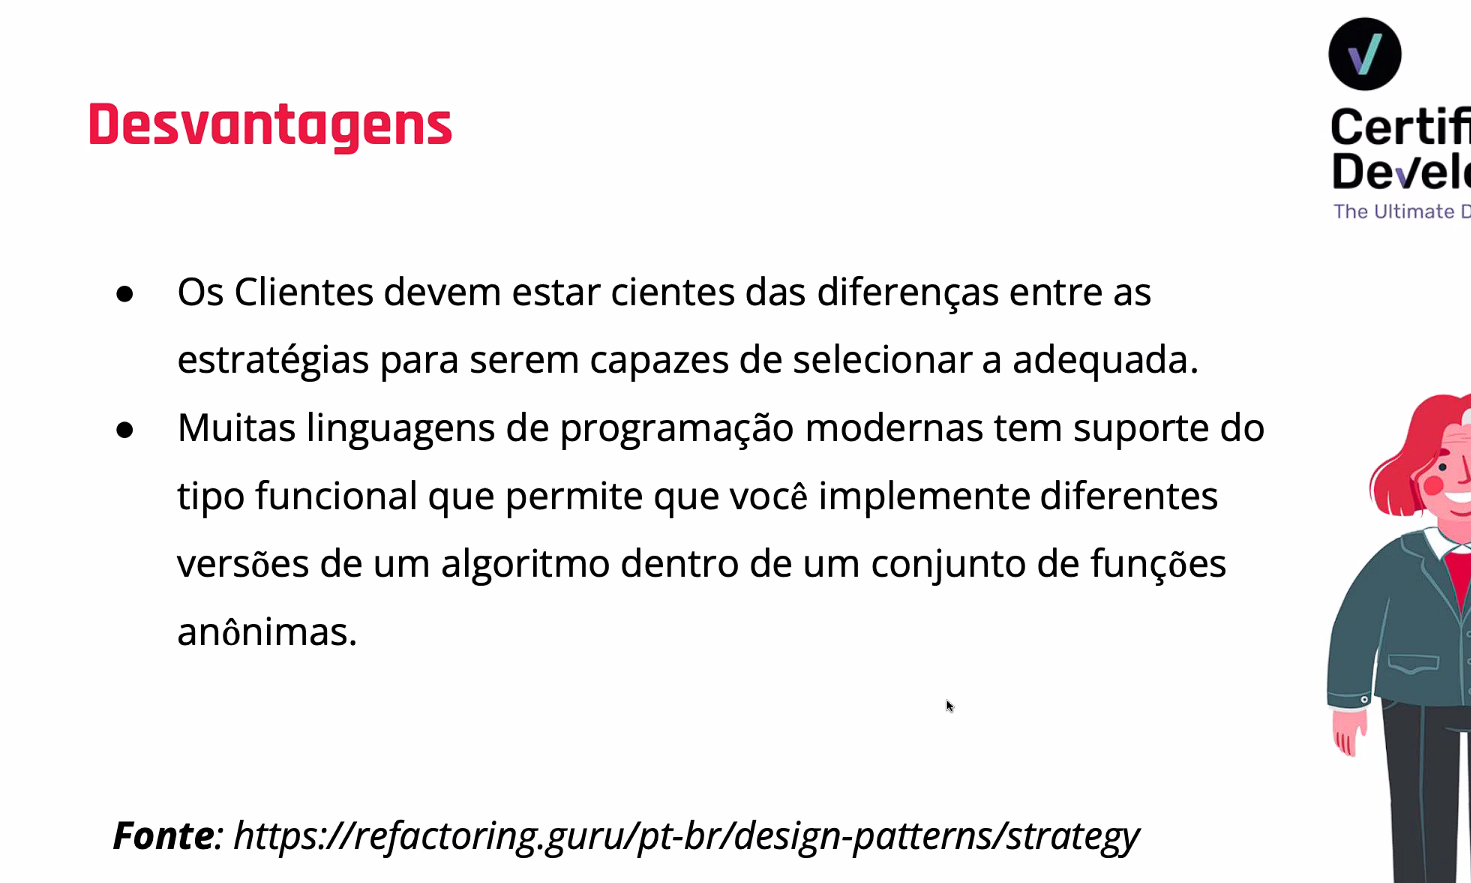 Desvantagens
Certifi
Develo
The Ultimate D
● Os Clientes devem estar cientes das diferenças entre as
estratégias para serem capazes de selecionar a adequada.
● Muitas linguagens de programação modernas tem suporte do
tipo funcional que permite que você implemente diferentes
versões de um algoritmo dentro de um conjunto de funções
anônimas.
Fonte: https://refactoring.guru/pt-br/design-patterns/strategy